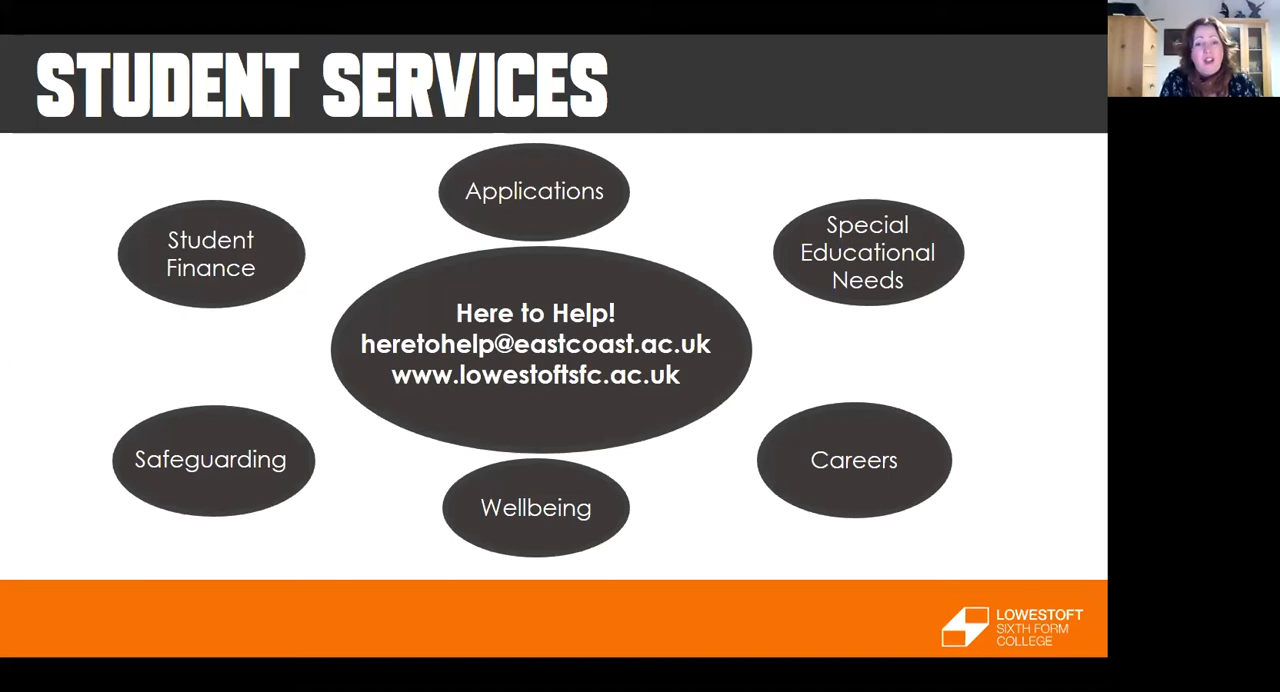 STUDENT SERVICES
Applications
Student
Finance
Special
Educational
Needs
Here to Help!
heretohelp@eastcoast.ac.uk
www.lowestoftsfc.ac.uk
Safeguarding
Careers
Wellbeing
LOWESTOFT
SIXTH FORM
COLLEGE